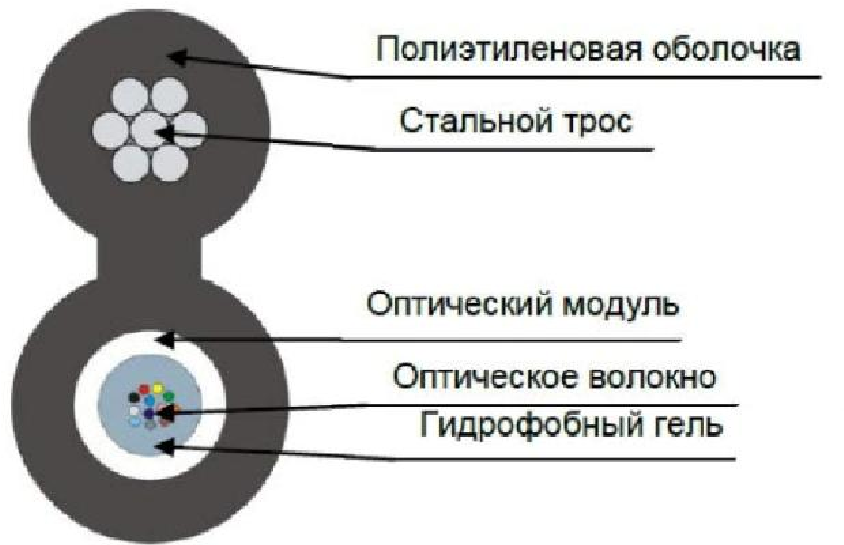 Полиэтиленовая оболочка
Стальной трос
Оптический модуль
Оптическое волокно
Гидрофобный гель